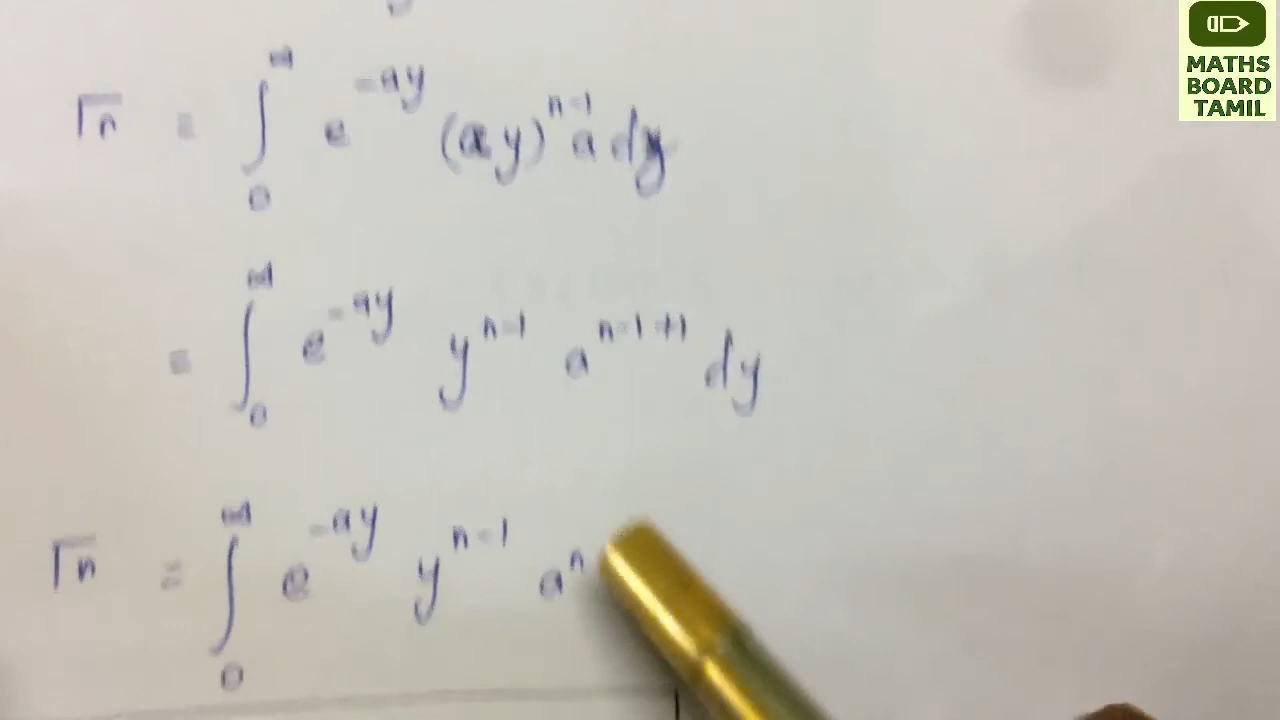 Γn = ∫₀^∞ e^{-ay} (ay)^{n-1} a dy
= ∫₀^∞ e^{-ay} y^{n-1} a^{n-1+1} dy
Γn = ∫₀^∞ e^{-ay} y^{n-1} a^n
MATHS
BOARD
TAMIL